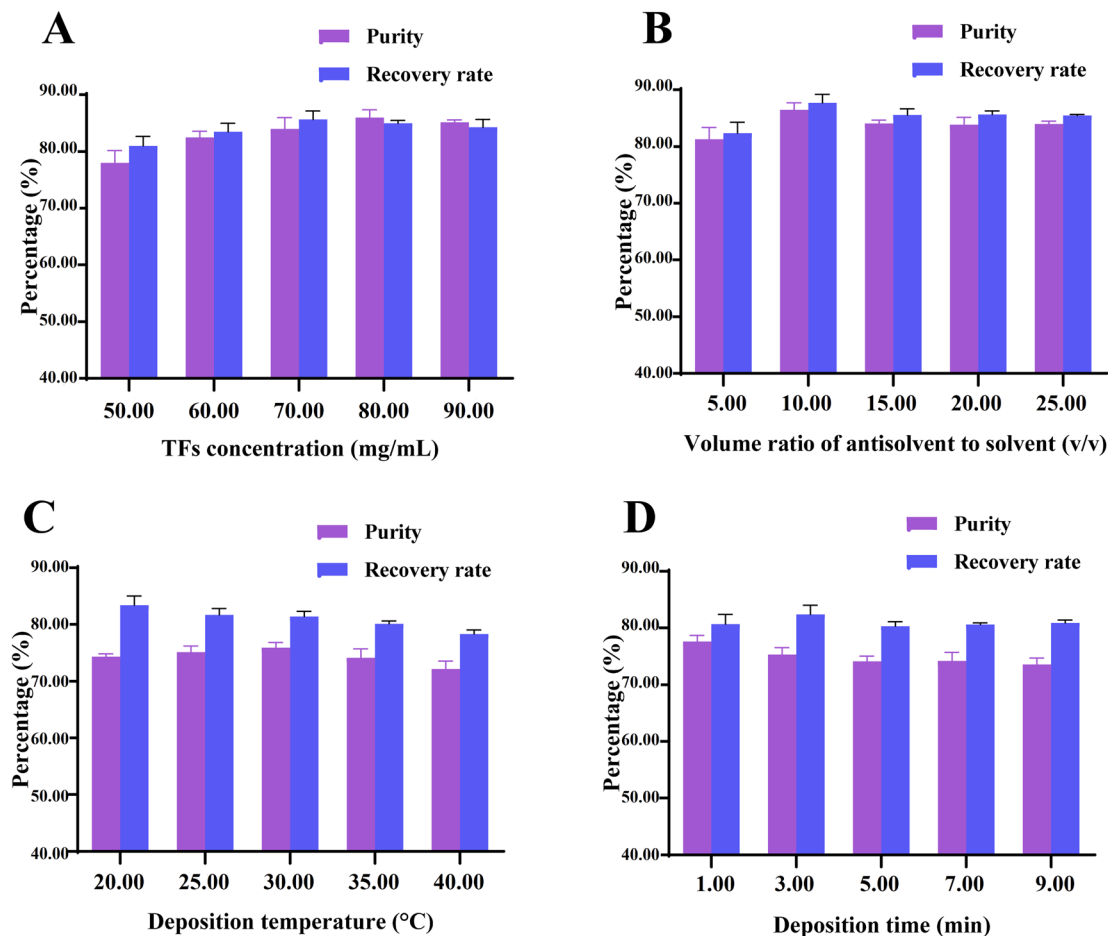 A
Purity
Recovery rate
90.00
80.00
70.00
60.00
50.00
40.00
Percentage (%)
50.00 60.00 70.00 80.00 90.00
TFs concentration (mg/mL)
B
Purity
Recovery rate
90.00
80.00
70.00
60.00
50.00
40.00
Percentage (%)
5.00 10.00 15.00 20.00 25.00
Volume ratio of antisolvent to solvent (v/v)
C
Purity
Recovery rate
90.00
80.00
70.00
60.00
50.00
40.00
Percentage (%)
20.00 25.00 30.00 35.00 40.00
Deposition temperature (°C)
D
Purity
Recovery rate
90.00
80.00
70.00
60.00
50.00
40.00
Percentage (%)
1.00 3.00 5.00 7.00 9.00
Deposition time (min)